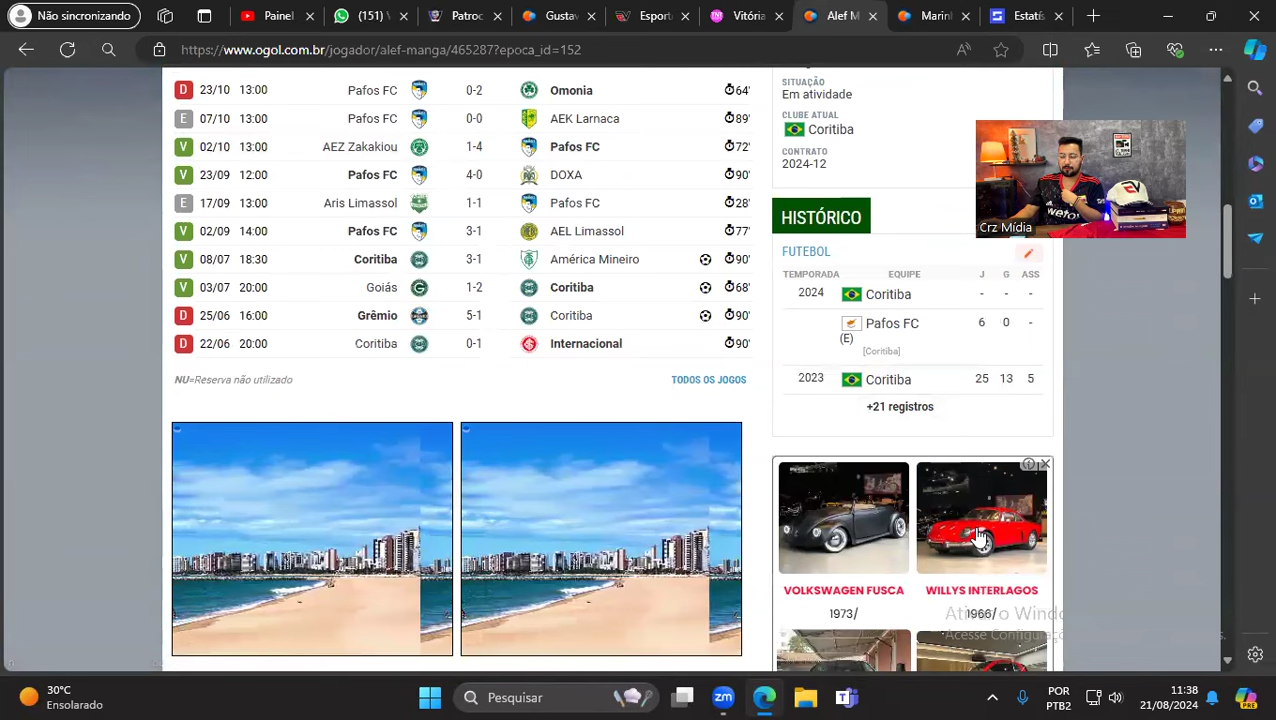 Não sincronizando
Painel
(151) V
Patroc
Gustav
Esport
Vitória
Alef M
Marinh
Estatís
https://www.ogol.com.br/jogador/alef-manga/465287?epoca_id=152
D 23/10 13:00 Pafos FC 0-2 Omonia 64'
E 07/10 13:00 Pafos FC 0-0 AEK Larnaca 89'
V 02/10 13:00 AEZ Zakakiou 1-4 Pafos FC 72'
V 23/09 12:00 Pafos FC 4-0 DOXA 90'
E 17/09 13:00 Aris Limassol 1-1 Pafos FC 28'
V 02/09 14:00 Pafos FC 3-1 AEL Limassol 77'
V 08/07 18:30 Coritiba 3-1 América Mineiro 90'
V 03/07 20:00 Goiás 1-2 Coritiba 68'
D 25/06 16:00 Grêmio 5-1 Coritiba 90'
D 22/06 20:00 Coritiba 0-1 Internacional 90'
NU=Reserva não utilizado
TODOS OS JOGOS
SITUAÇÃO
Em atividade
CLUBE ATUAL
Coritiba
CONTRATO
2024-12
Crz Mídia
HISTÓRICO
FUTEBOL
TEMPORADA EQUIPE J G ASS
2024 Coritiba - - -
Pafos FC 6 0 -
(E)
[Coritiba]
2023 Coritiba 25 13 5
+21 registros
VOLKSWAGEN FUSCA
WILLYS INTERLAGOS
1973/
1966/
30°C
Ensolarado
Pesquisar
zm
POR
PTB2
11:38